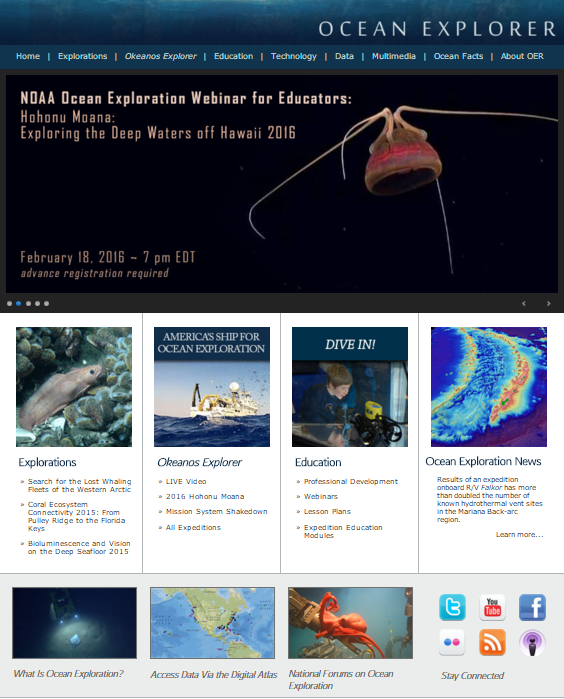 OCEAN EXPLORER
Home | Explorations | Okeanos Explorer | Education | Technology | Data | Multimedia | Ocean Facts | About OER
NOAA Ocean Exploration Webinar for Educators:
Hohonu Moana:
Exploring the Deep Waters off Hawaii 2016
February 18, 2016 ~ 7 pm EDT
advance registration required
Explorations
» Search for the Lost Whaling
Fleets of the Western Arctic
» Coral Ecosystem
Connectivity 2015: From
Pulley Ridge to the Florida
Keys
» Bioluminescence and Vision
on the Deep Seafloor 2015
AMERICA'S SHIP FOR
OCEAN EXPLORATION
Okeanos Explorer
» LIVE Video
» 2016 Hohonu Moana
» Mission System Shakedown
» All Expeditions
DIVE IN!
Education
» Professional Development
» Webinars
» Lesson Plans
» Expedition Education
Modules
Ocean Exploration News
Results of an expedition
onboard R/V Falkor has more
than doubled the number of
known hydrothermal vent sites
in the Mariana Back-arc
region.
Learn more...
What Is Ocean Exploration?
Access Data Via the Digital Atlas
National Forums on Ocean
Exploration
You
Tube
Stay Connected